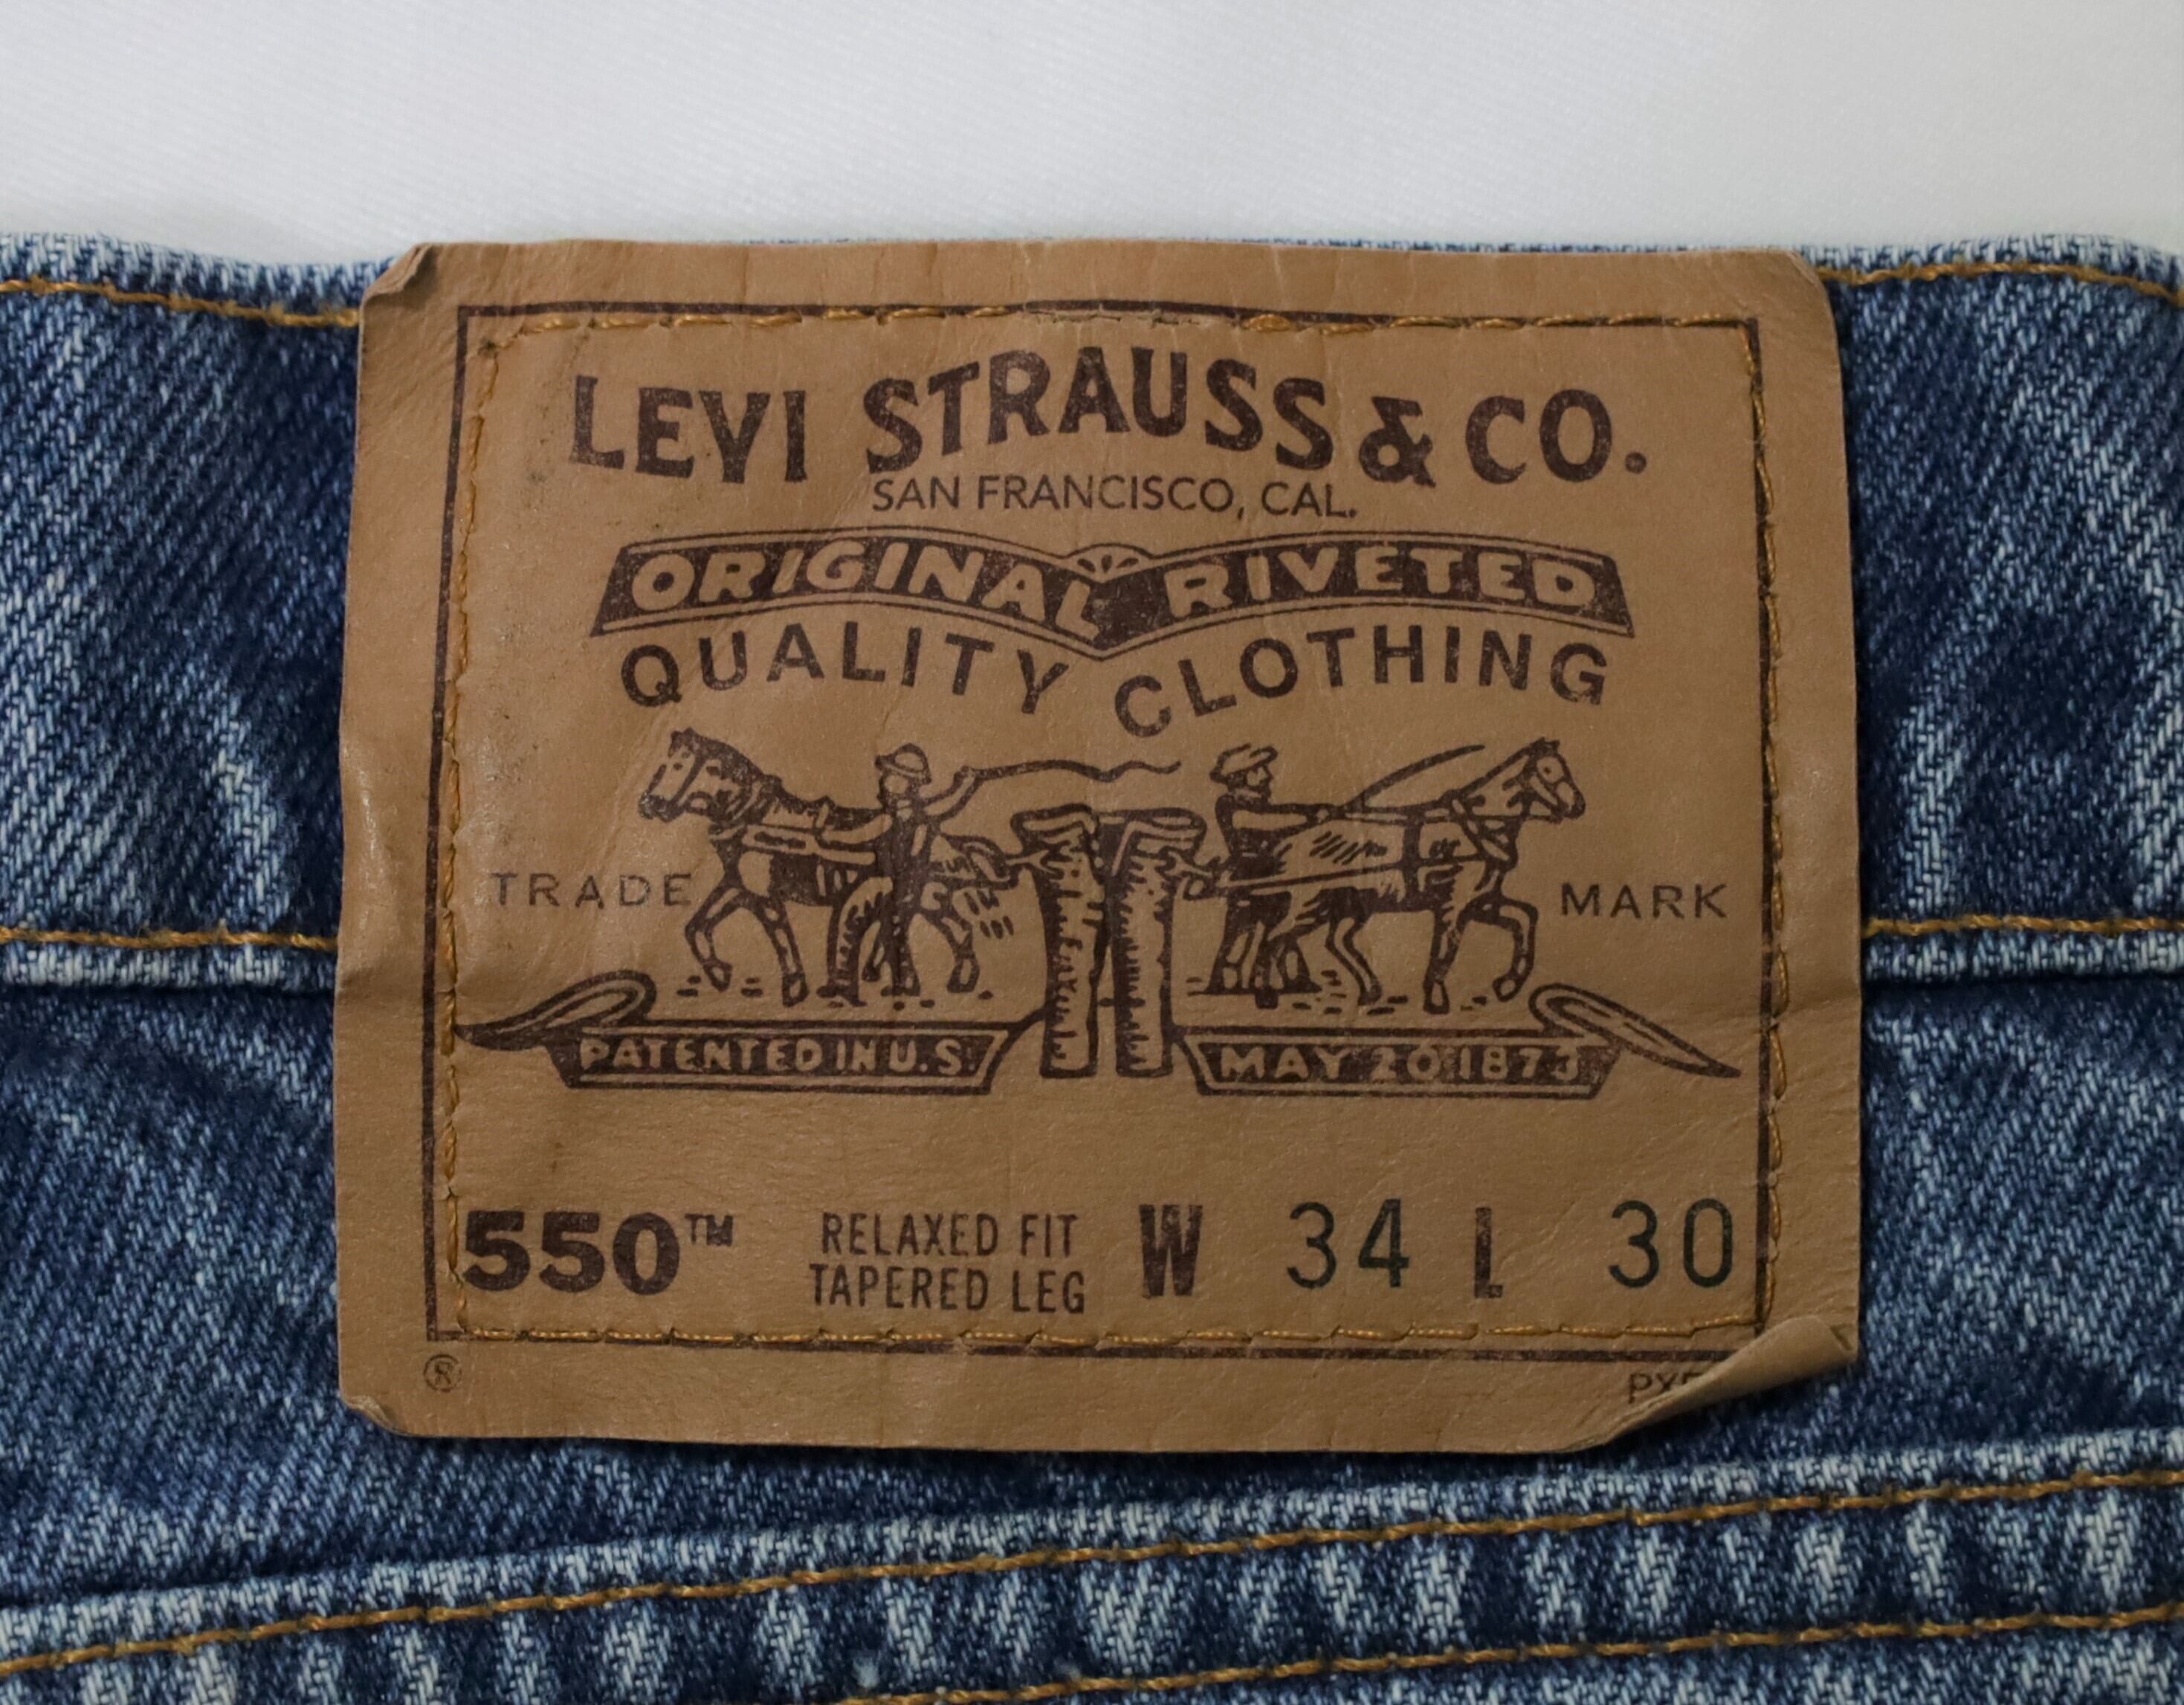 LEVI STRAUSS & CO.
SAN FRANCISCO, CAL.
ORIGINAL RIVETED
QUALITY CLOTHING
TRADE MARK
PATENTED IN U.S. MAY 20 1873
550™ RELAXED FIT W 34 L 30
TAPERED LEG
®